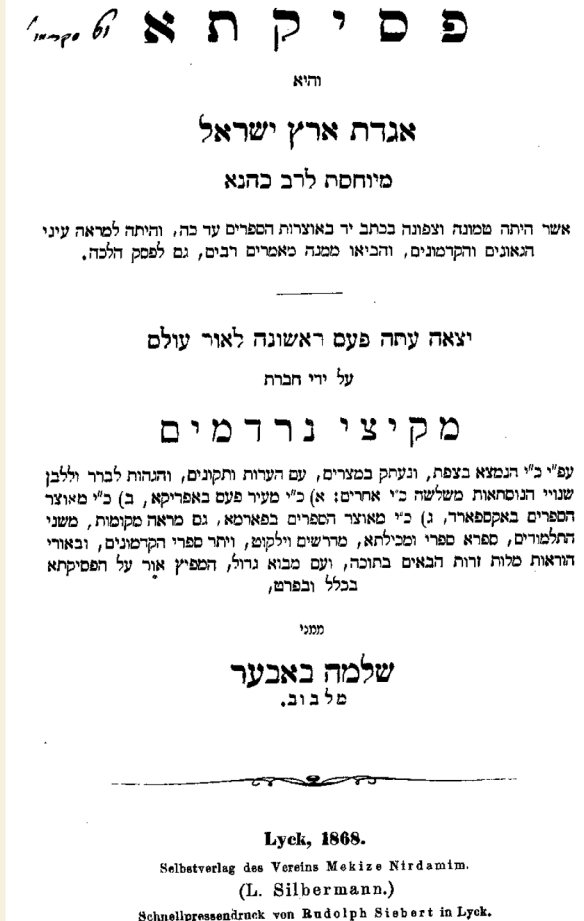 פסיקתא
והיא
אגדת ארץ ישראל
מיוחסת לרב כהנא
אשר היתה טמונה וצפונה בכתב יד באוצרות הספרים עד כה, והיתה למראה עיני
הגאונים והקדמונים, והביאו ממנה מאמרים רבים, גם לפסק הלכה.
יצאה עתה פעם ראשונה לאור עולם
על ידי חברת
מקיצי נרדמים
עפ"י כ"י הנמצא בצפת, ונעתק במצרים, עם הערות ותקונים, והגהות לברר וללבן
שנויי הנוסחאות משלשה כ"י אחרים: א) כ"י מעיר פעס באפריקא, ב) כ"י מאוצר
הספרים באקספארד, ג) כ"י מאוצר הספרים בפארמא, גם מראה מקומות, משני
התלמודים, ספרא ספרי ומכילתא, מדרשים וילקוט, ויתר ספרי הקדמונים, ובאורי
הוראות מלות זרות הבאים בתוכה, ועם מבוא גדול, המפיץ אור על הפסיקתא
בכלל ובפרט,
ממני
שלמה באבער
מלבוב.
Lyck, 1868.
Selbstverlag des Vereins Mekize Nirdamim.
(L. Silbermann.)
Schnellpressendruck von Rudolph Siebert in Lyck.